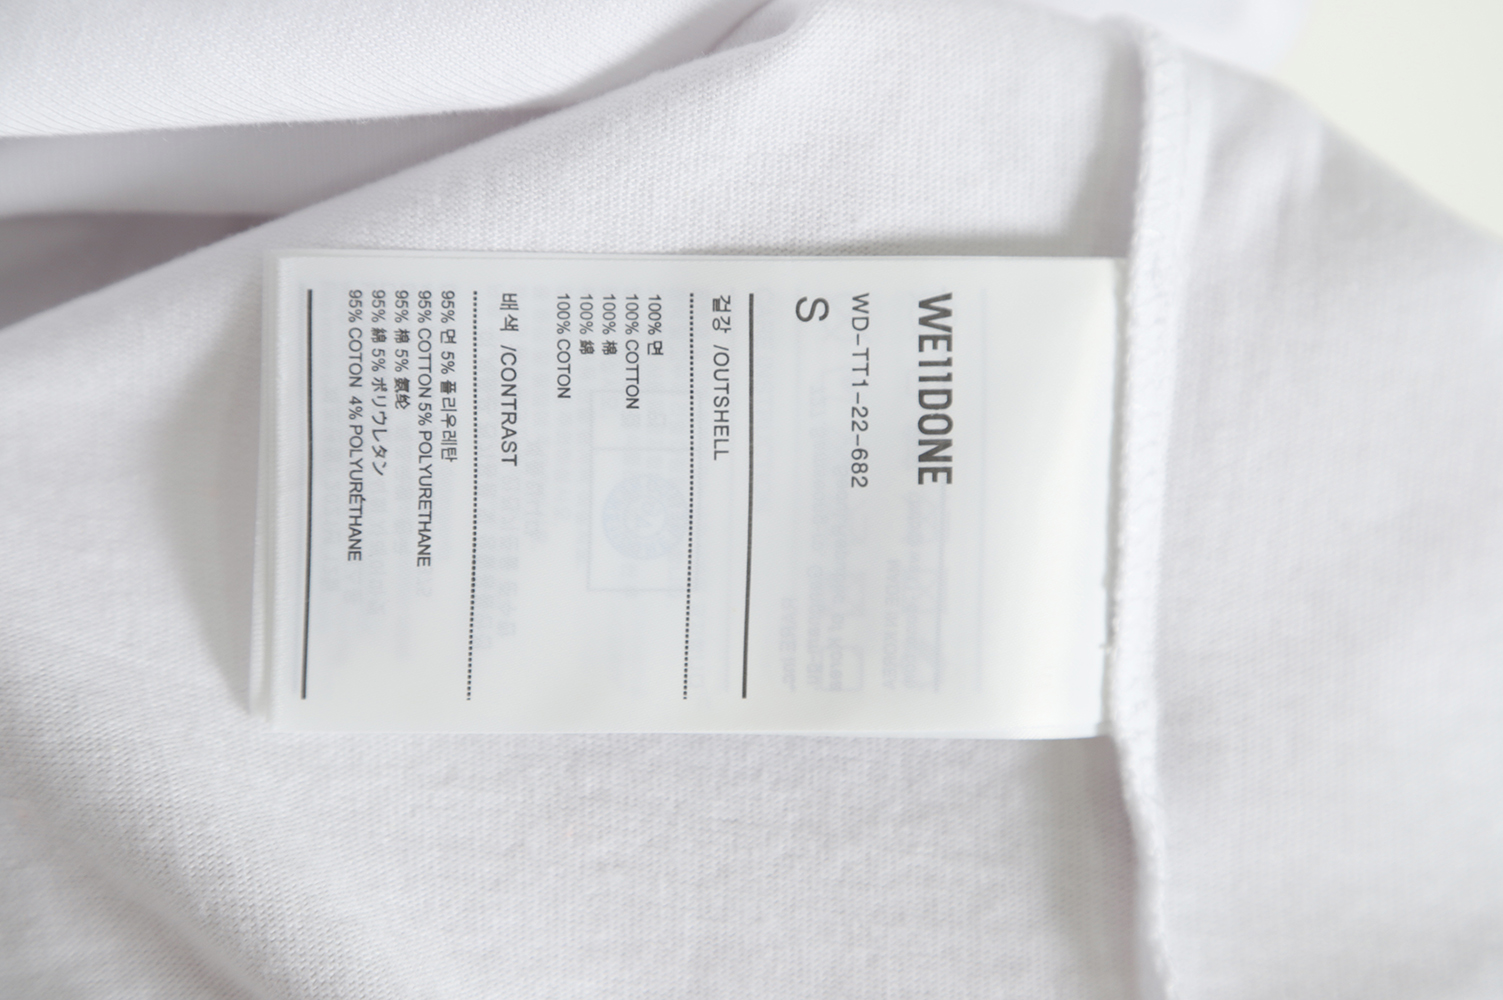 WE11DONE
WD-TT1-22-682
S
겉감 /OUTSHELL
100% 면
100% COTTON
100% 棉
100% 綿
100% COTON
배색 /CONTRAST
95% 면 5% 폴리우레탄
95% COTTON 5% POLYURETHANE
95% 棉 5% 氨纶
95% 綿 5% ポリウレタン
95% COTON 4% POLYURÉTHANE